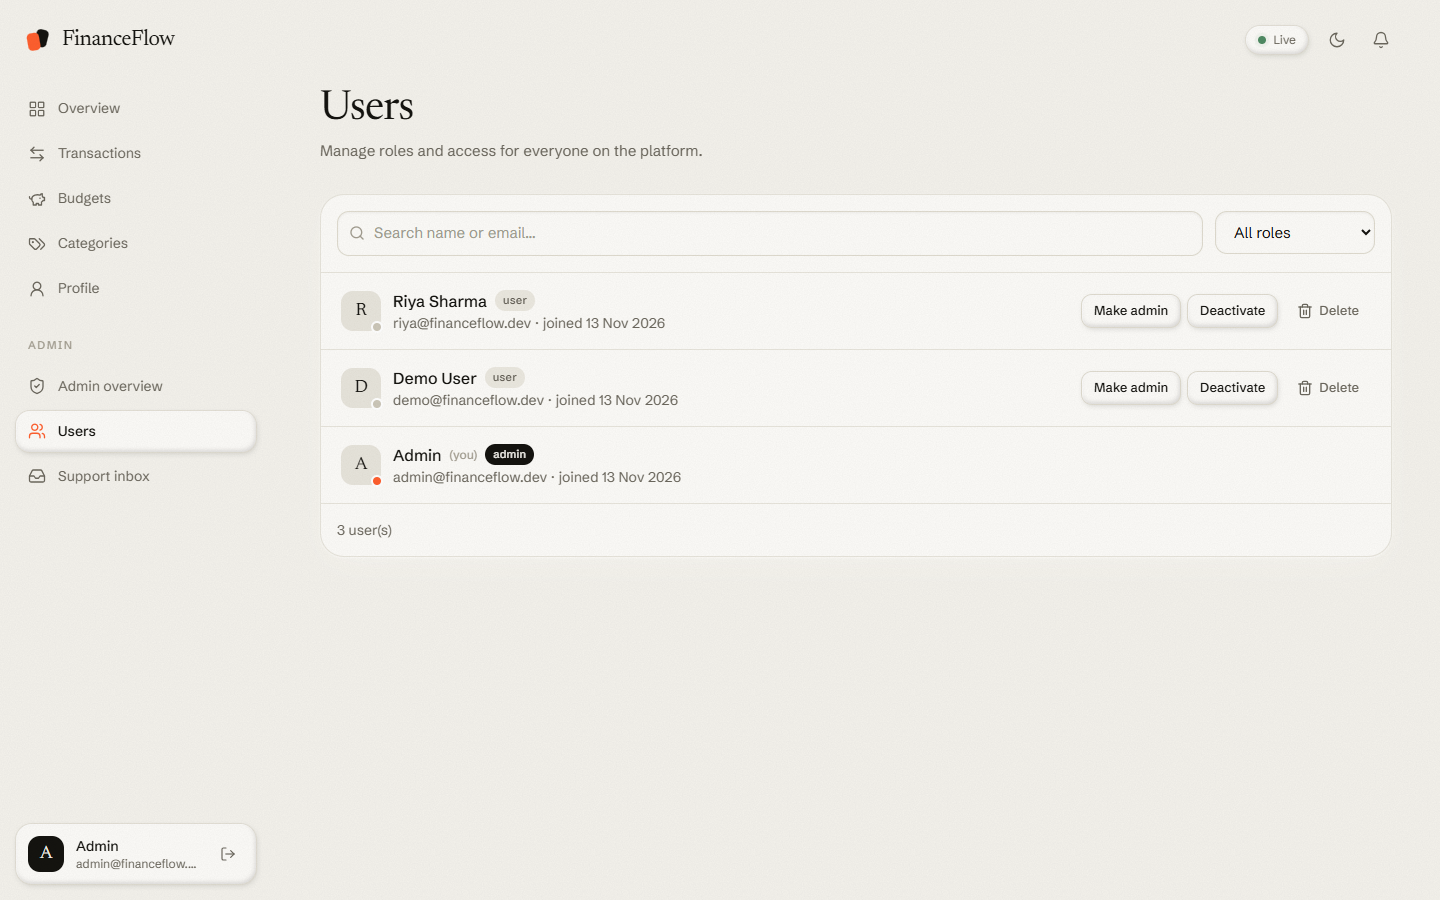 FinanceFlow
Live
Overview
Transactions
Budgets
Categories
Profile
ADMIN
Admin overview
Users
Support inbox
Users
Manage roles and access for everyone on the platform.
Search name or email...
All roles
R
Riya Sharma user
riya@financeflow.dev · joined 13 Nov 2026
Make admin Deactivate Delete
D
Demo User user
demo@financeflow.dev · joined 13 Nov 2026
Make admin Deactivate Delete
A
Admin (you) admin
admin@financeflow.dev · joined 13 Nov 2026
3 user(s)
A
Admin
admin@financeflow....